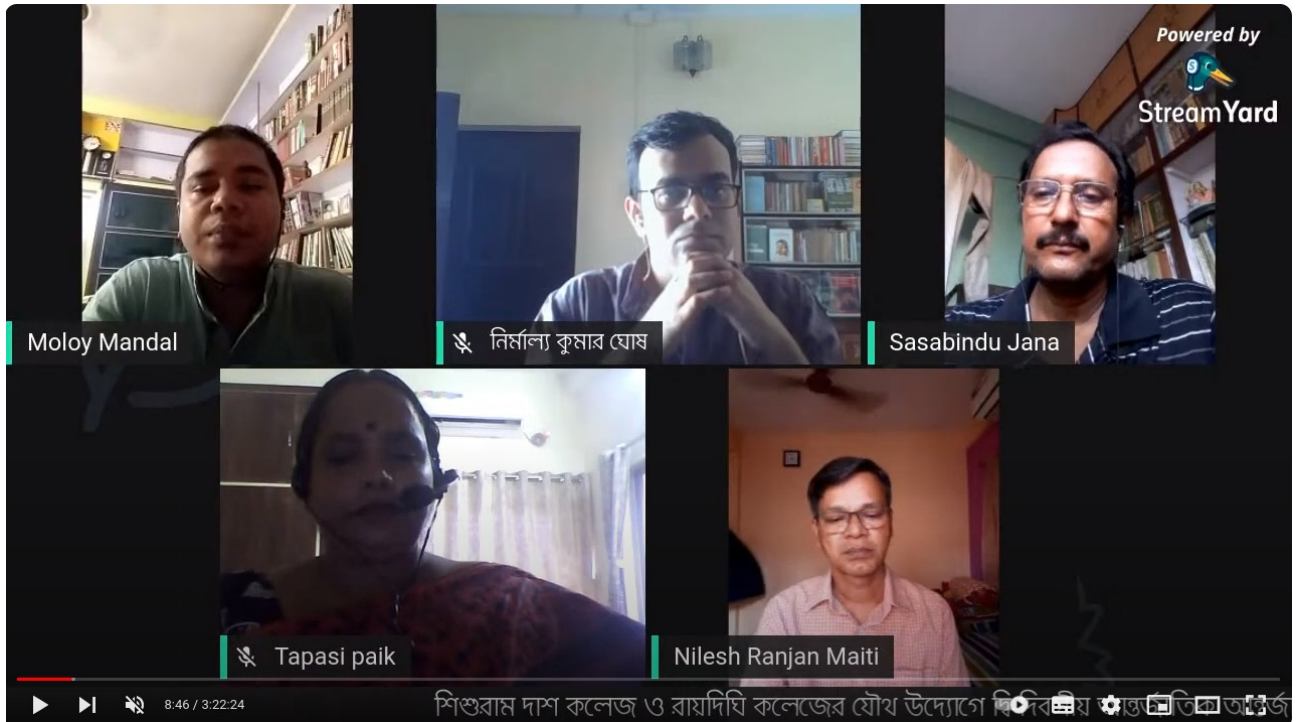 Powered by
StreamYard
Moloy Mandal
নির্মাল্য কুমার ঘোষ
Sasabindu Jana
Tapasi paik
Nilesh Ranjan Maiti
8:46 / 3:22:24
শিশুরাম দাশ কলেজ ও রায়দিঘি কলেজের যৌথ উদ্যোগে